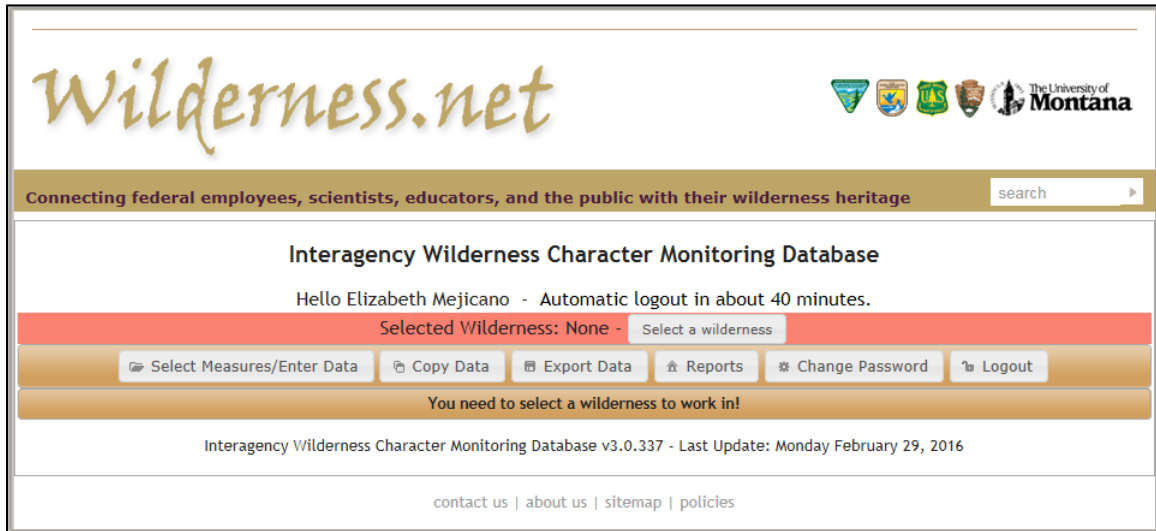 Wilderness.net
UAS
The University of
Montana
Connecting federal employees, scientists, educators, and the public with their wilderness heritage
search
Interagency Wilderness Character Monitoring Database
Hello Elizabeth Mejicano - Automatic logout in about 40 minutes.
Selected Wilderness: None - Select a wilderness
Select Measures/Enter Data Copy Data Export Data Reports Change Password Logout
You need to select a wilderness to work in!
Interagency Wilderness Character Monitoring Database v3.0.337 - Last Update: Monday February 29, 2016
contact us | about us | sitemap | policies